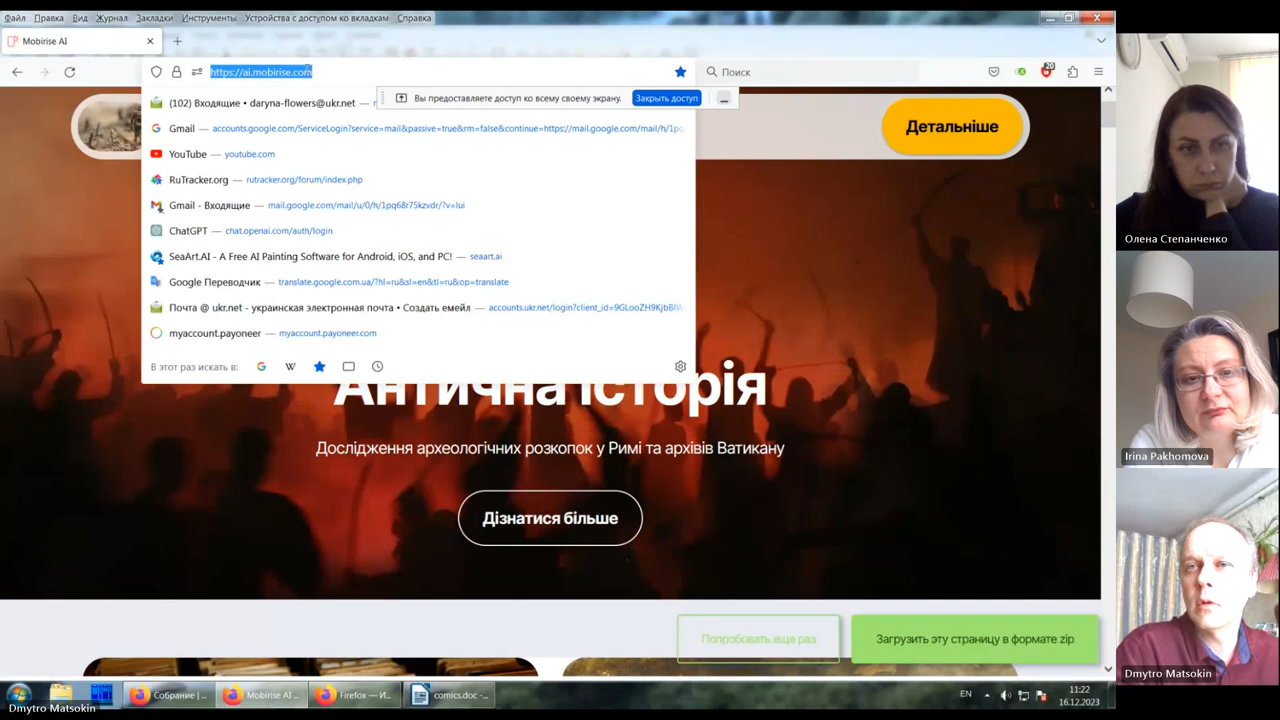 Файл Правка Вид Журнал Закладки Инструменты Устройства с доступом ко вкладкам Справка
Mobirise AI
https://ai.mobirise.com
Поиск
20
(102) Входящие • daryna-flowers@ukr.net —
Вы предоставляете доступ ко всему своему экрану. Закрыть доступ
Gmail — accounts.google.com/ServiceLogin?service=mail&passive=true&rm=false&continue=https://mail.google.com/mail/h/1pq
YouTube — youtube.com
RuTracker.org — rutracker.org/forum/index.php
Gmail - Входящие — mail.google.com/mail/u/0/h/1pq68r75kzvdr/?v=lui
ChatGPT — chat.openai.com/auth/login
SeaArt.AI - A Free AI Painting Software for Android, iOS, and PC! — seaart.ai
Google Переводчик — translate.google.com.ua/?hl=ru&sl=en&tl=ru&op=translate
Почта @ ukr.net - украинская электронная почта • Создать емейл — accounts.ukr.net/login?client_id=9GLooZH9KjbBlW
myaccount.payoneer — myaccount.payoneer.com
В этот раз искать в:
Детальніше
Антична історія
Дослідження археологічних розкопок у Римі та архівів Ватикану
Дізнатися більше
Попробовать еще раз
Загрузить эту страницу в формате zip
Собрание | ...
Mobirise AI ...
Firefox — И...
comics.doc -...
EN
11:22
16.12.2023
Dmytro Matsokin
Олена Степанченко
Irina Pakhomova
Dmytro Matsokin